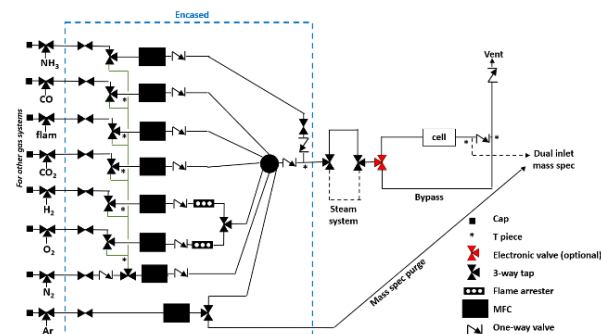 Encased
For other gas systems
NH3
CO
flam
CO2
H2
O2
N2
Ar
Vent
cell
* *
Dual inlet
mass spec
Steam
system
Bypass
Mass spec purge
Cap
* T piece
Electronic valve (optional)
3-way tap
Flame arrester
MFC
One-way valve